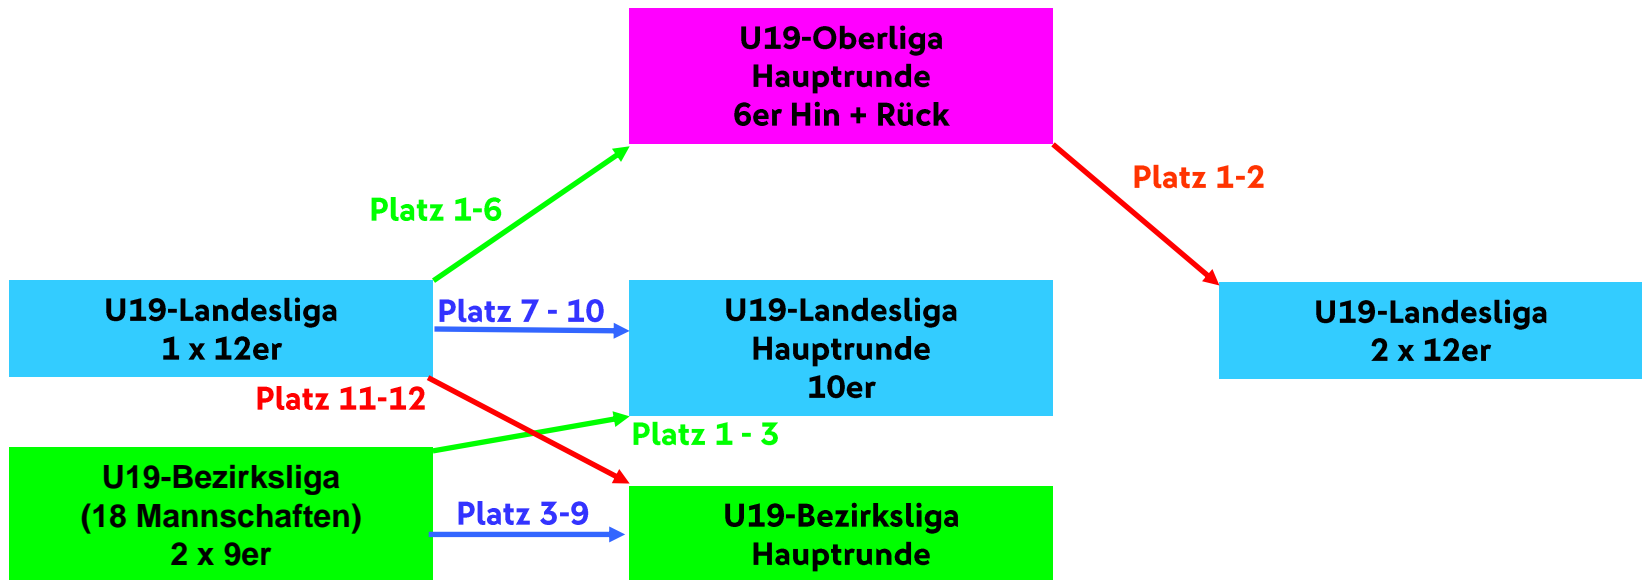 U19-Oberliga
Hauptrunde
6er Hin + Rück
Platz 1-2
Platz 1-6
U19-Landesliga
1 x 12er
Platz 7 - 10
U19-Landesliga
Hauptrunde
10er
U19-Landesliga
2 x 12er
Platz 11-12
Platz 1 - 3
U19-Bezirksliga
(18 Mannschaften)
2 x 9er
Platz 3-9
U19-Bezirksliga
Hauptrunde